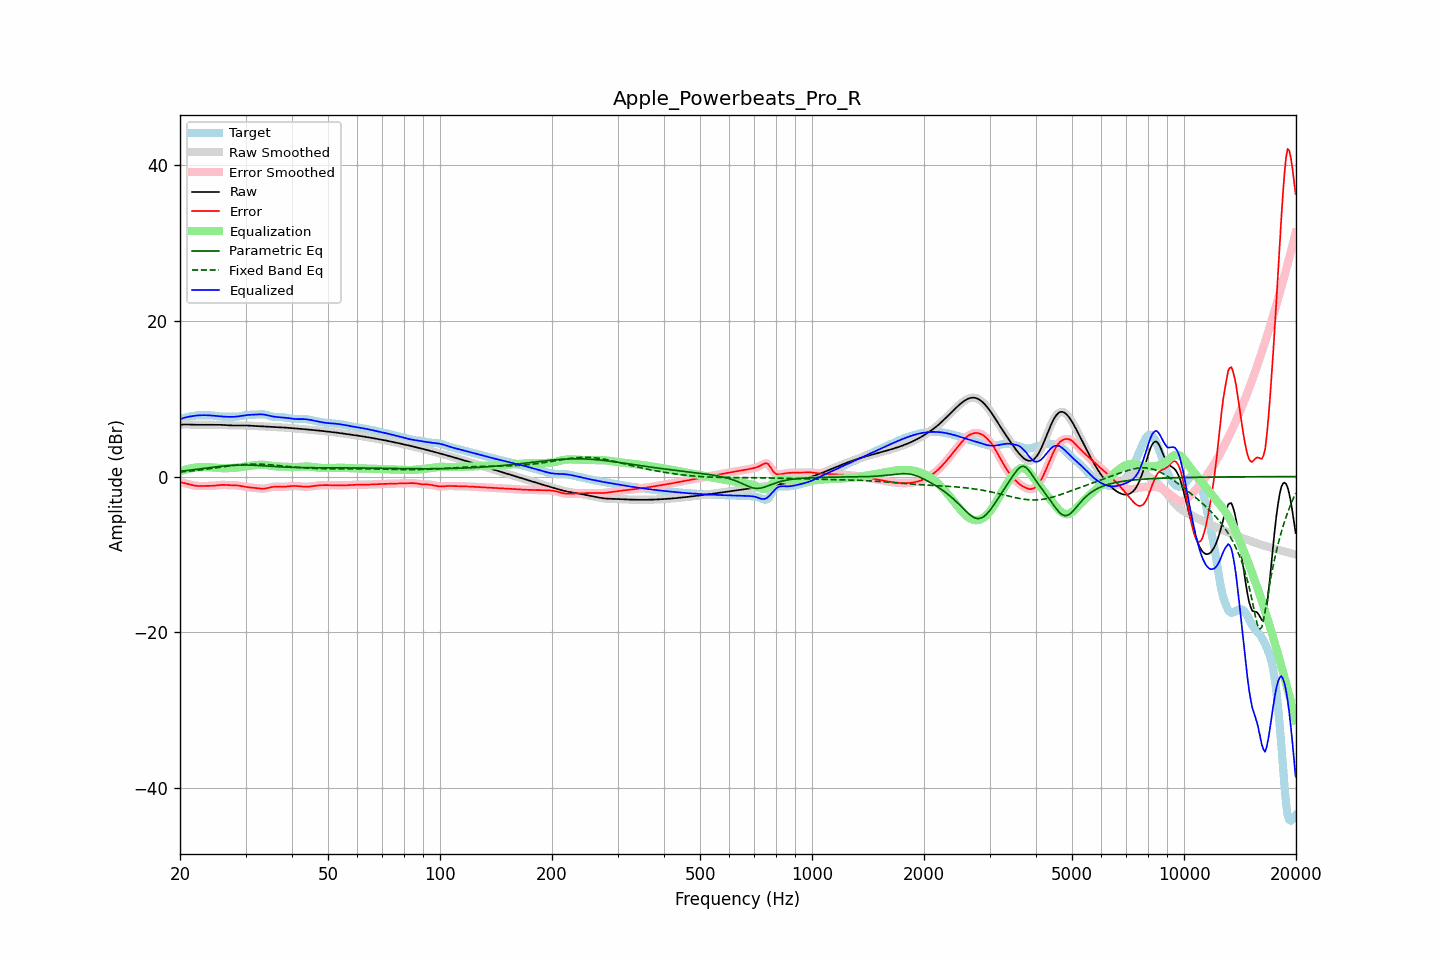 Apple_Powerbeats_Pro_R
Target
Raw Smoothed
Error Smoothed
Raw
Error
Equalization
Parametric Eq
Fixed Band Eq
Equalized
40
20
0
−20
−40
Amplitude (dBr)
20
50
100
200
500
1000
2000
5000
10000
20000
Frequency (Hz)